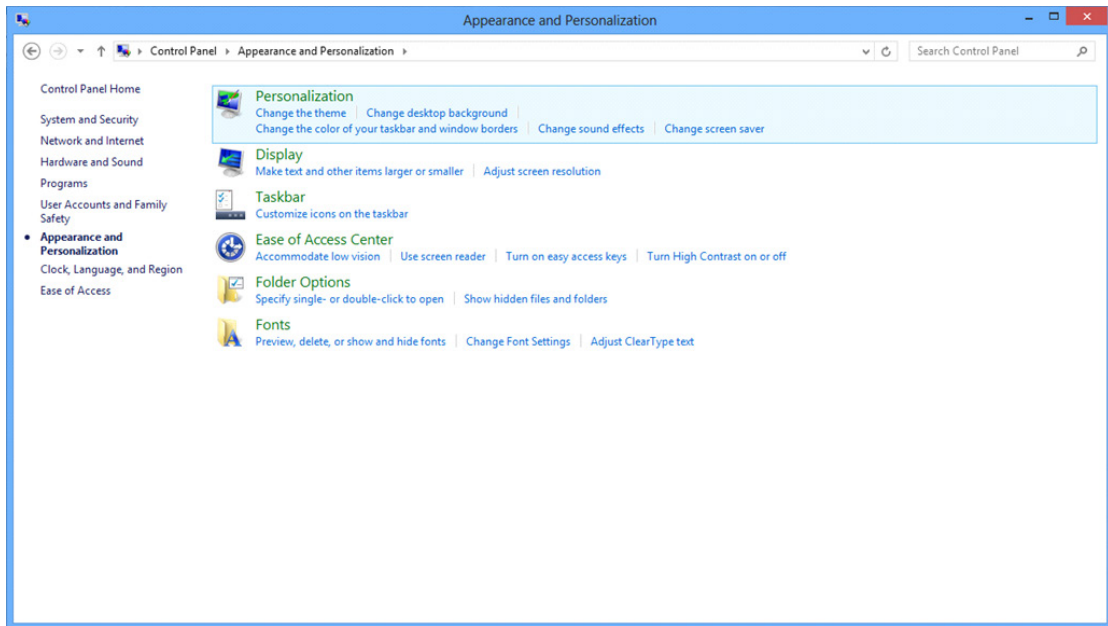 Appearance and Personalization
Control Panel Appearance and Personalization
Search Control Panel
Control Panel Home
System and Security
Network and Internet
Hardware and Sound
Programs
User Accounts and Family
Safety
Appearance and
Personalization
Clock, Language, and Region
Ease of Access
Personalization
Change the theme Change desktop background
Change the color of your taskbar and window borders Change sound effects Change screen saver
Display
Make text and other items larger or smaller Adjust screen resolution
Taskbar
Customize icons on the taskbar
Ease of Access Center
Accommodate low vision Use screen reader Turn on easy access keys Turn High Contrast on or off
Folder Options
Specify single- or double-click to open Show hidden files and folders
Fonts
Preview, delete, or show and hide fonts Change Font Settings Adjust ClearType text